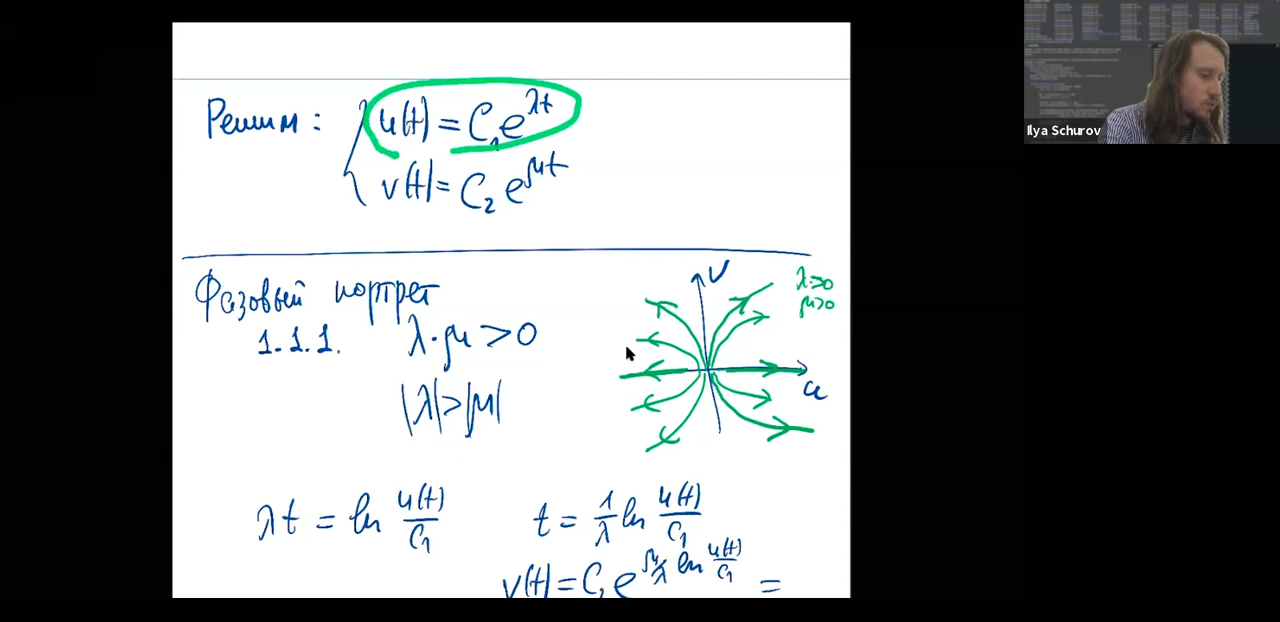 Решим: { u(t) = C₁e^{λt}
v(t) = C₂e^{μt}
Ilya Schurov
Фазовый портрет
1.1.1. λ·μ > 0
|λ|>|μ|
v
λ>0
μ>0
u
λt = ln u(t)/C₁ t = 1/λ ln u(t)/C₁
v(t) = C₁ e^{μ/λ ln u(t)/C₁} =